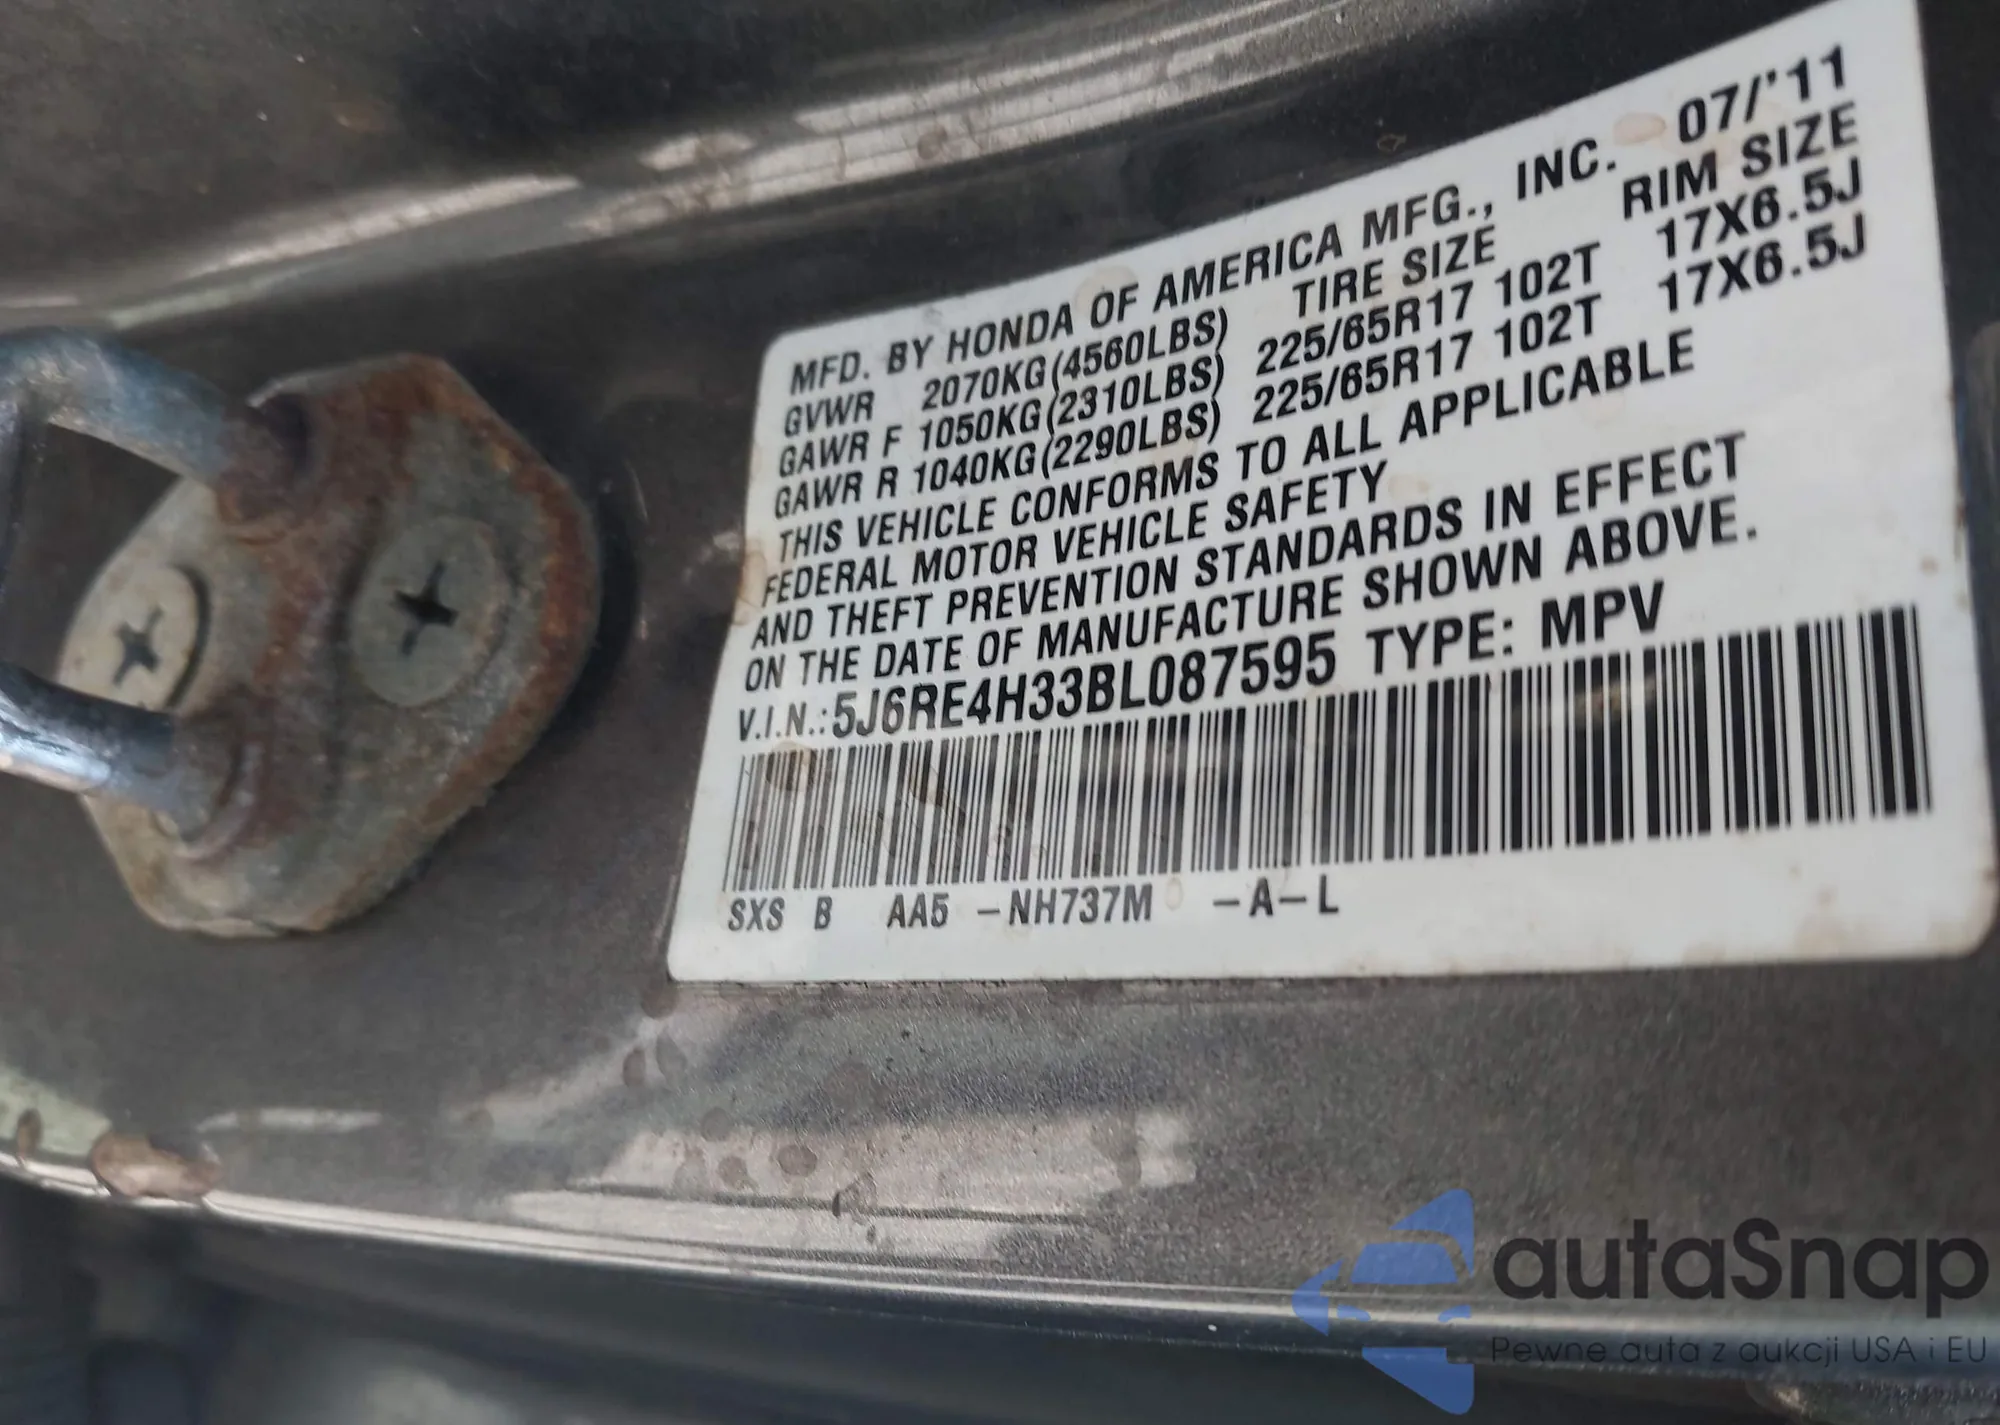 MFD. BY HONDA OF AMERICA MFG., INC. 07/'11
TIRE SIZE RIM SIZE
GVWR 2070KG(4560LBS)
GAWR F 1050KG(2310LBS) 225/65R17 102T 17X6.5J
GAWR R 1040KG(2290LBS) 225/65R17 102T 17X6.5J
THIS VEHICLE CONFORMS TO ALL APPLICABLE
FEDERAL MOTOR VEHICLE SAFETY
AND THEFT PREVENTION STANDARDS IN EFFECT
ON THE DATE OF MANUFACTURE SHOWN ABOVE.
V.I.N.:5J6RE4H33BL087595 TYPE: MPV
SXS B AA5 -NH737M -A-L
autaSnap
Pewne auta z aukcji USA i EU